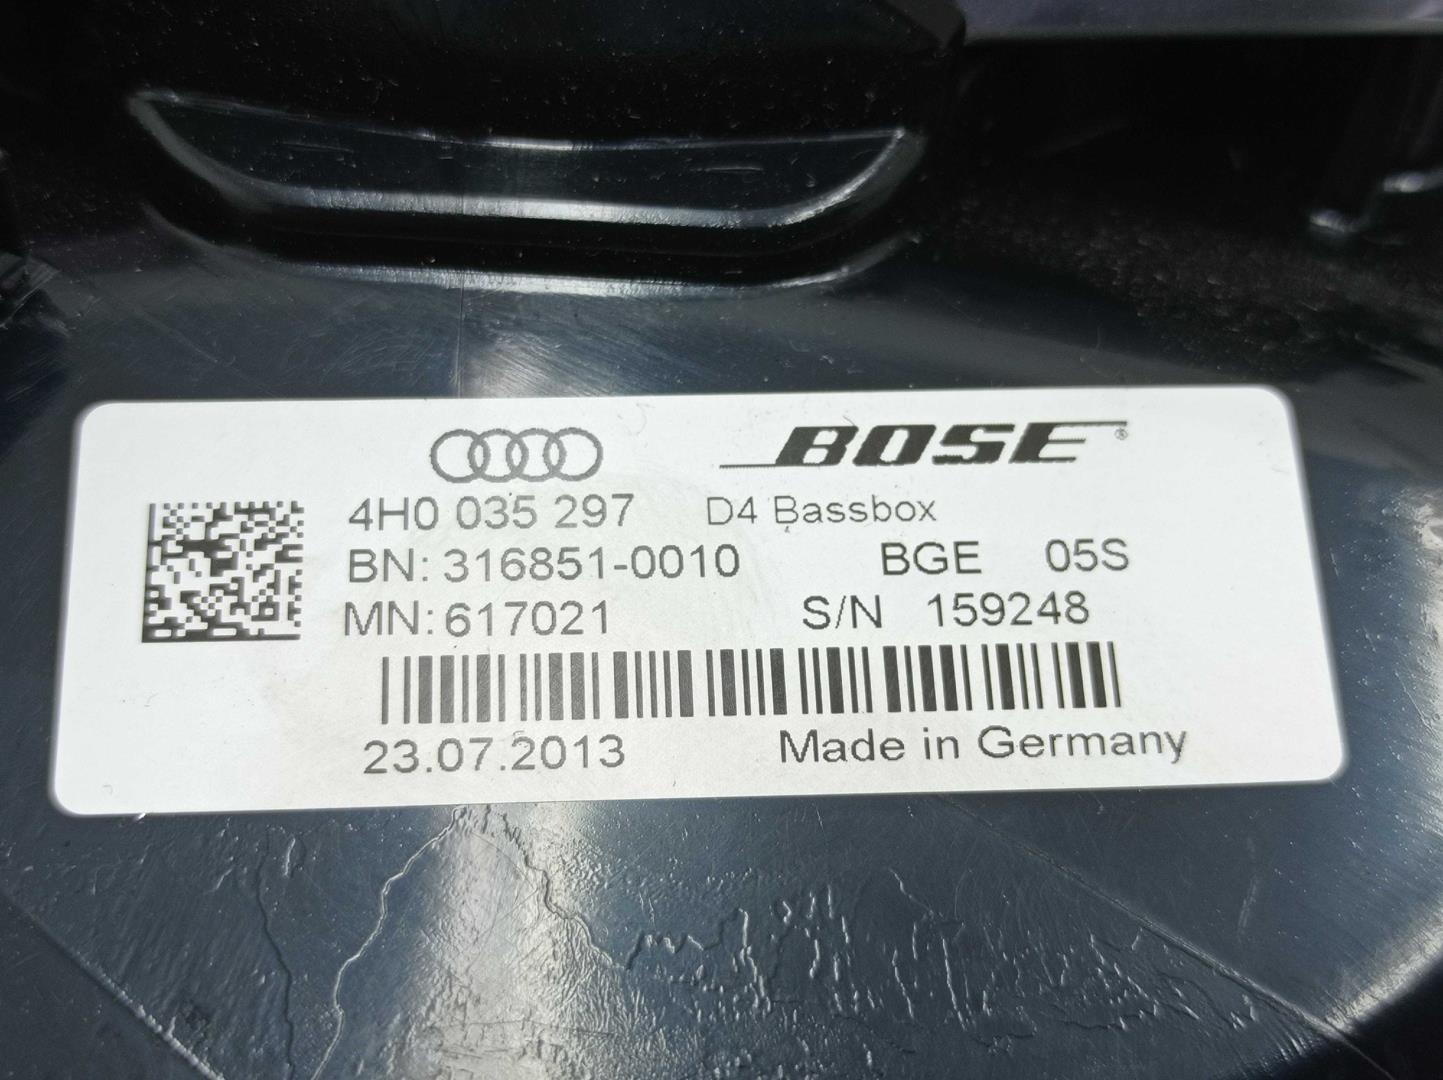 BOSE®
4H0 035 297 D4 Bassbox
BN: 316851-0010 BGE 05S
MN: 617021 S/N 159248
23.07.2013 Made in Germany